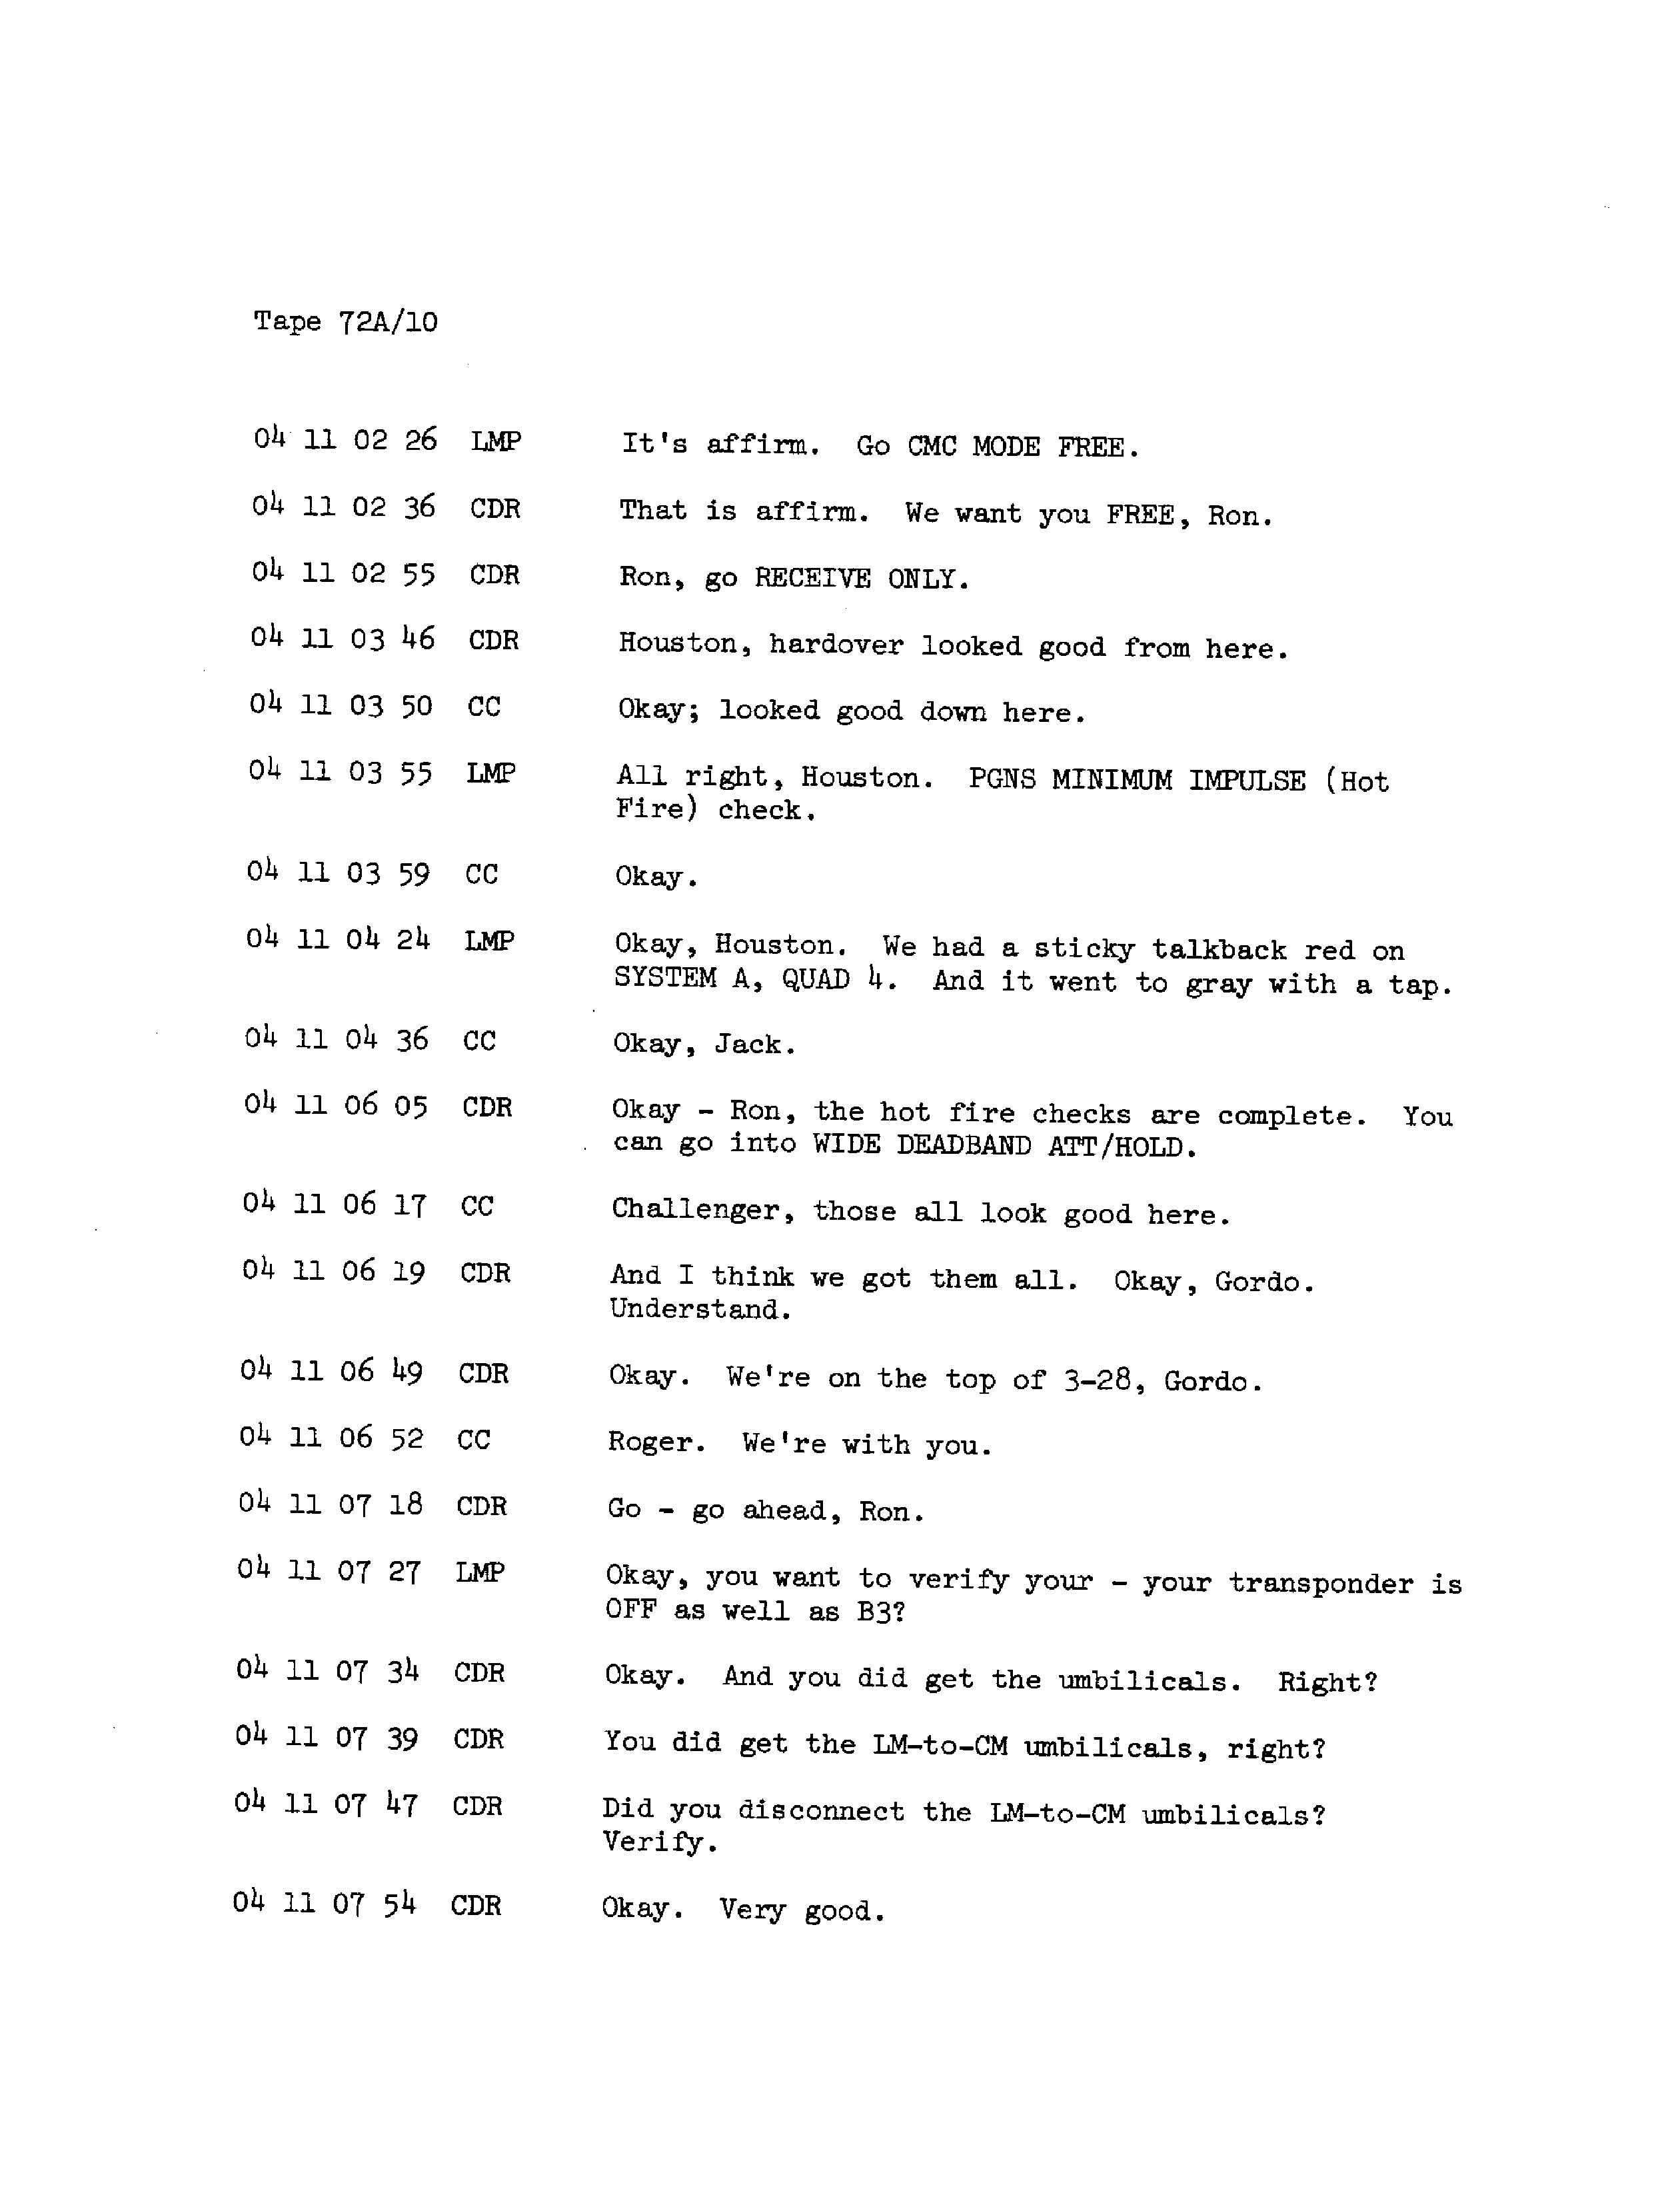 Tape 72A/10
04 11 02 26 LMP It's affirm. Go CMC MODE FREE.
04 11 02 36 CDR That is affirm. We want you FREE, Ron.
04 11 02 55 CDR Ron, go RECEIVE ONLY.
04 11 03 46 CDR Houston, hardover looked good from here.
04 11 03 50 CC Okay; looked good down here.
04 11 03 55 LMP All right, Houston. PGNS MINIMUM IMPULSE (Hot
Fire) check.
04 11 03 59 CC Okay.
04 11 04 24 LMP Okay, Houston. We had a sticky talkback red on
SYSTEM A, QUAD 4. And it went to gray with a tap.
04 11 04 36 CC Okay, Jack.
04 11 06 05 CDR Okay - Ron, the hot fire checks are complete. You
can go into WIDE DEADBAND ATT/HOLD.
04 11 06 17 CC Challenger, those all look good here.
04 11 06 19 CDR And I think we got them all. Okay, Gordo.
Understand.
04 11 06 49 CDR Okay. We're on the top of 3-28, Gordo.
04 11 06 52 CC Roger. We're with you.
04 11 07 18 CDR Go - go ahead, Ron.
04 11 07 27 LMP Okay, you want to verify your - your transponder is
OFF as well as B3?
04 11 07 34 CDR Okay. And you did get the umbilicals. Right?
04 11 07 39 CDR You did get the LM-to-CM umbilicals, right?
04 11 07 47 CDR Did you disconnect the LM-to-CM umbilicals?
Verify.
04 11 07 54 CDR Okay. Very good.